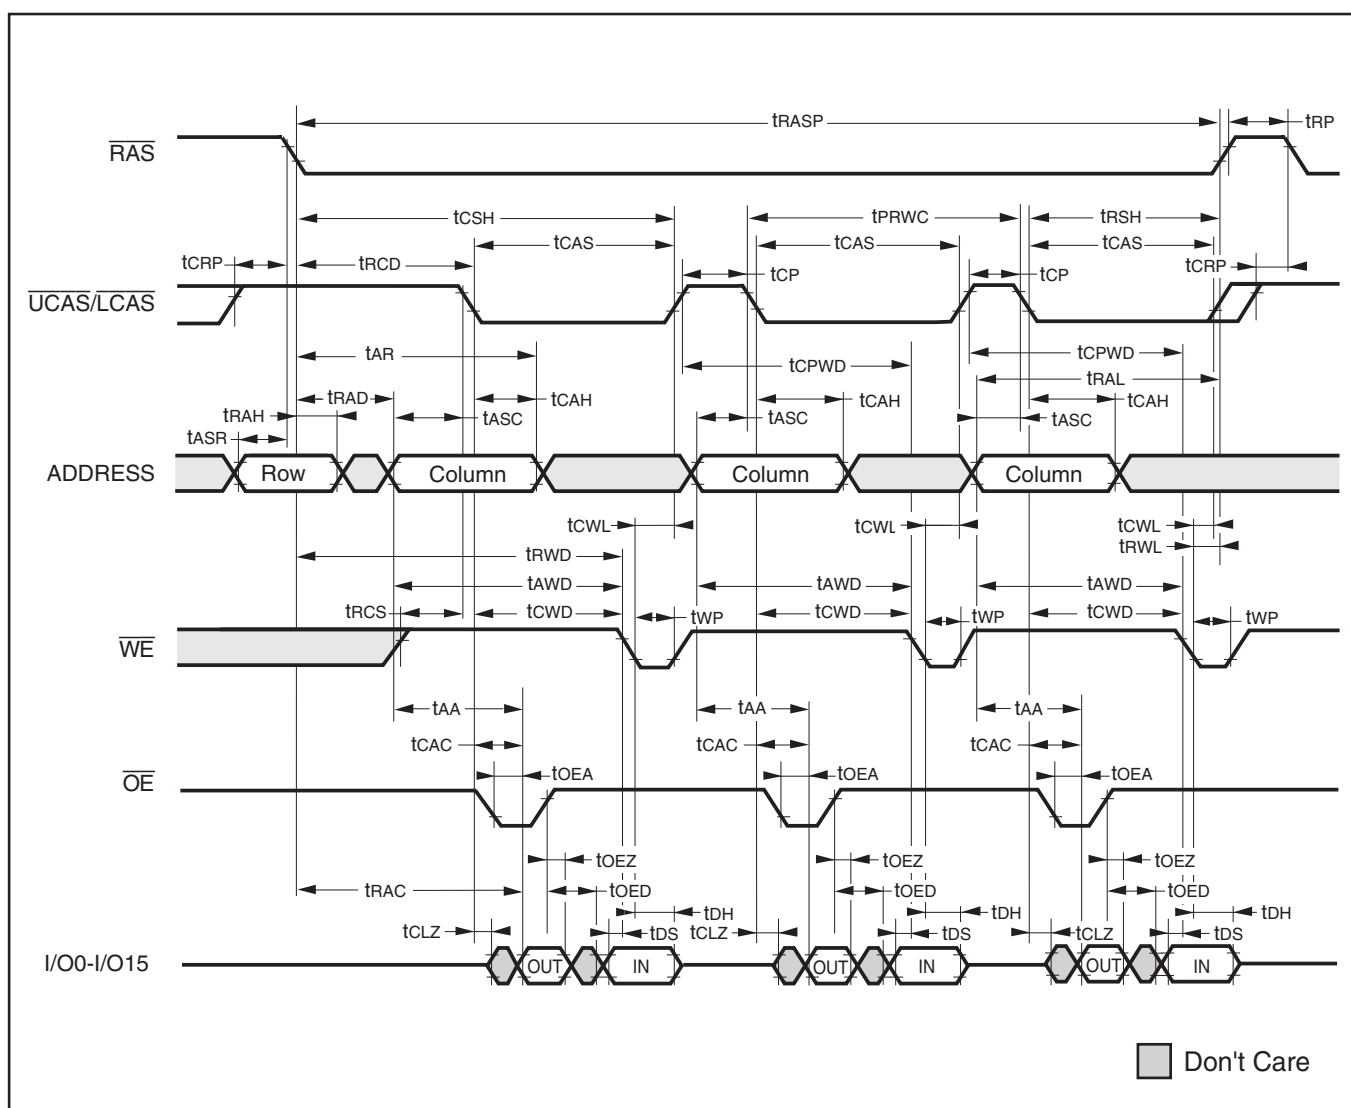 tRASP tRP
RAS
tCSH tPRWC tRSH
tCAS tCAS tCAS
tCRP tRCD tCP tCP tCRP
UCAS/LCAS
tAR tCPWD tCPWD
tRAL
tRAD tCAH tCAH tCAH
tRAH tASC tASC tASC
tASR
ADDRESS Row Column Column Column
tCWL tCWL tCWL
tRWD tRWL
tAWD tAWD tAWD
tRCS tCWD tWP tCWD tWP tCWD tWP
WE
tAA tAA tAA
tCAC tCAC tCAC
tOEA tOEA tOEA
OE
tOEZ tOEZ tOEZ
tRAC tOED tOED tOED
tDH tDH tDH
tCLZ tDS tCLZ tDS tCLZ tDS
I/O0-I/O15 OUT IN OUT IN OUT IN
Don't Care